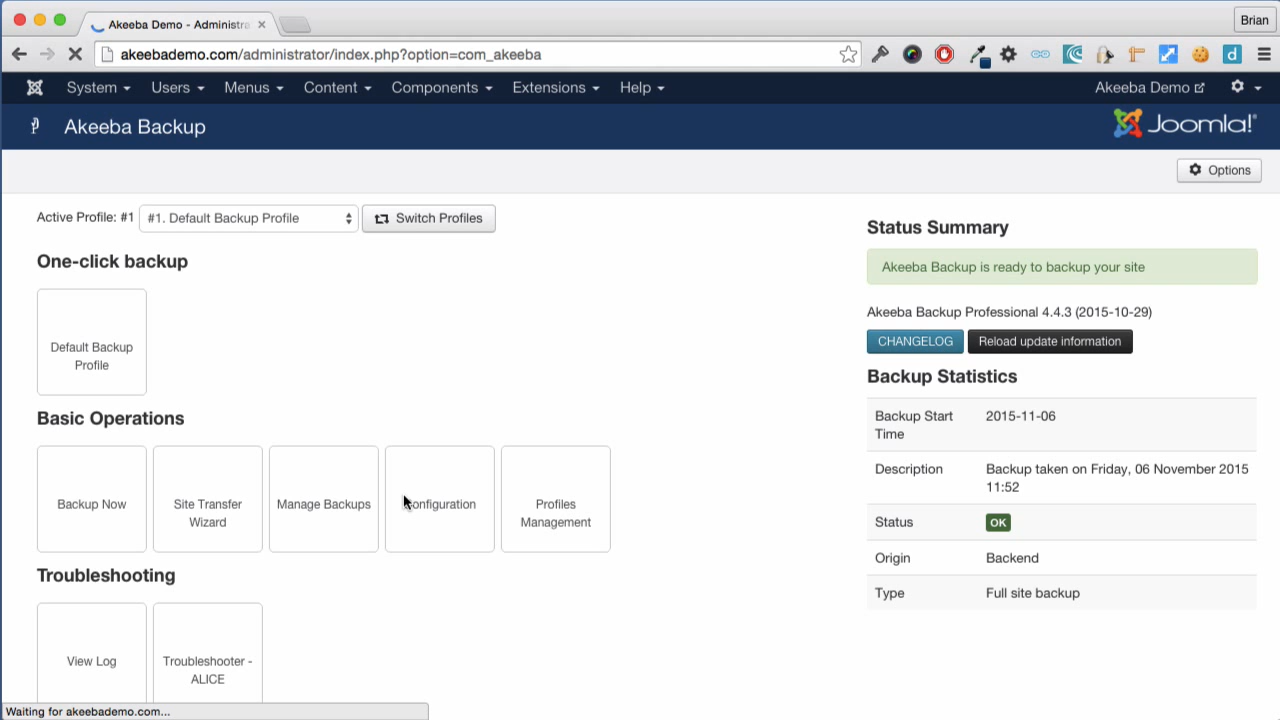 Akeeba Demo - Administra
Brian
akeebademo.com/administrator/index.php?option=com_akeeba
System Users Menus Content Components Extensions Help Akeeba Demo
Akeeba Backup
Joomla!
Options
Active Profile: #1 #1. Default Backup Profile Switch Profiles
One-click backup
Default Backup
Profile
Basic Operations
Backup Now
Site Transfer
Wizard
Manage Backups
onfiguration
Profiles
Management
Troubleshooting
View Log
Troubleshooter -
ALICE
Status Summary
Akeeba Backup is ready to backup your site
Akeeba Backup Professional 4.4.3 (2015-10-29)
CHANGELOG Reload update information
Backup Statistics
Backup Start
Time
2015-11-06
Description
Backup taken on Friday, 06 November 2015
11:52
Status OK
Origin Backend
Type Full site backup
Waiting for akeebademo.com...